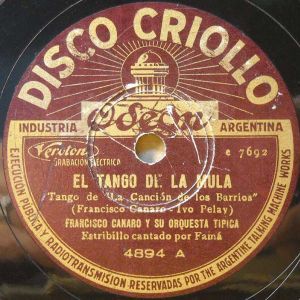 DISCO CRIOLLO
Odeon
INDUSTRIA ARGENTINA
Veroton
GRABACION ELECTRICA
e 7692
EL TANGO DE LA MULA
Tango de "La Canción de los Barrios"
(Francisco Canaro - Ivo Pelay)
FRANCISCO CANARO Y SU ORQUESTA TIPICA
Estribillo cantado por Famá
4894 A
EJECUCION PUBLICA Y RADIOTRANSMISION RESERVADAS POR THE ARGENTINE TALKING MACHINE WORKS